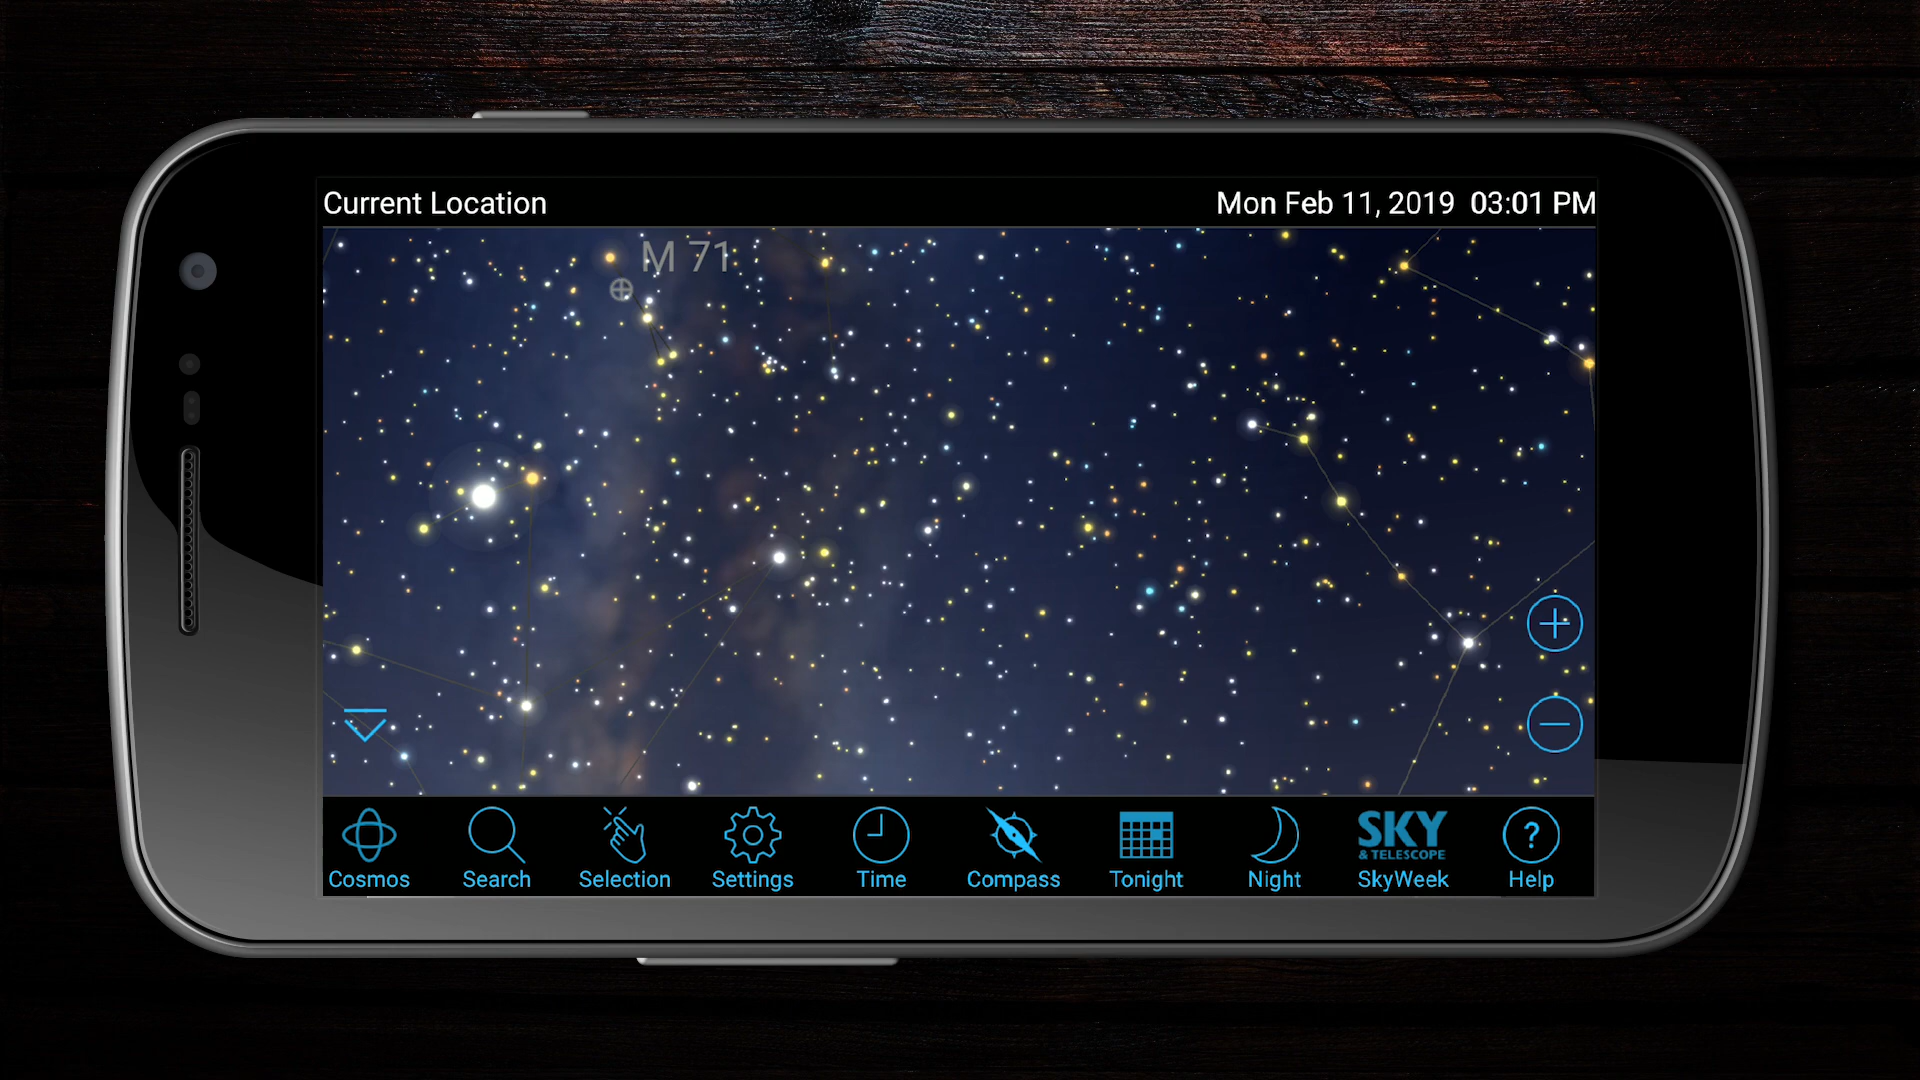 Current Location
Mon Feb 11, 2019 03:01 PM
M 71
SKY
& TELESCOPE
Cosmos
Search
Selection
Settings
Time
Compass
Tonight
Night
SkyWeek
?
Help